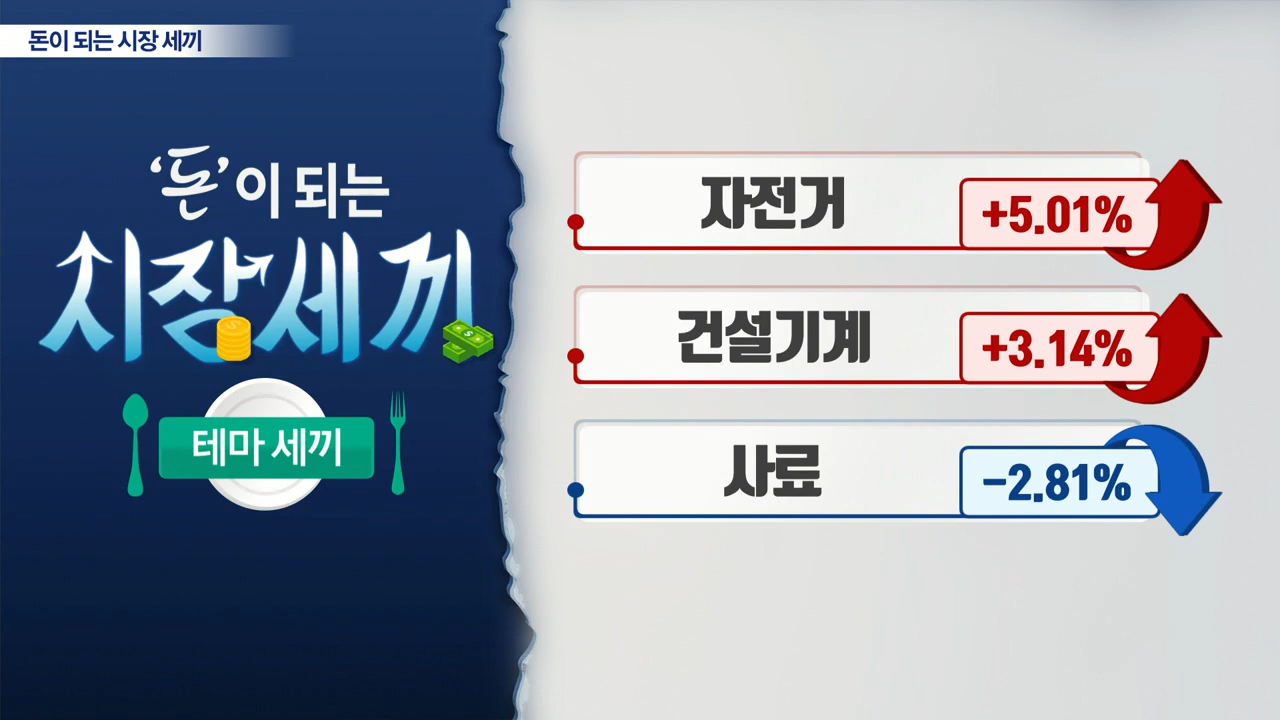 돈이 되는 시장 세끼
‘돈’이 되는
시장세끼
테마 세끼
자전거
+5.01%
건설기계
+3.14%
사료
-2.81%